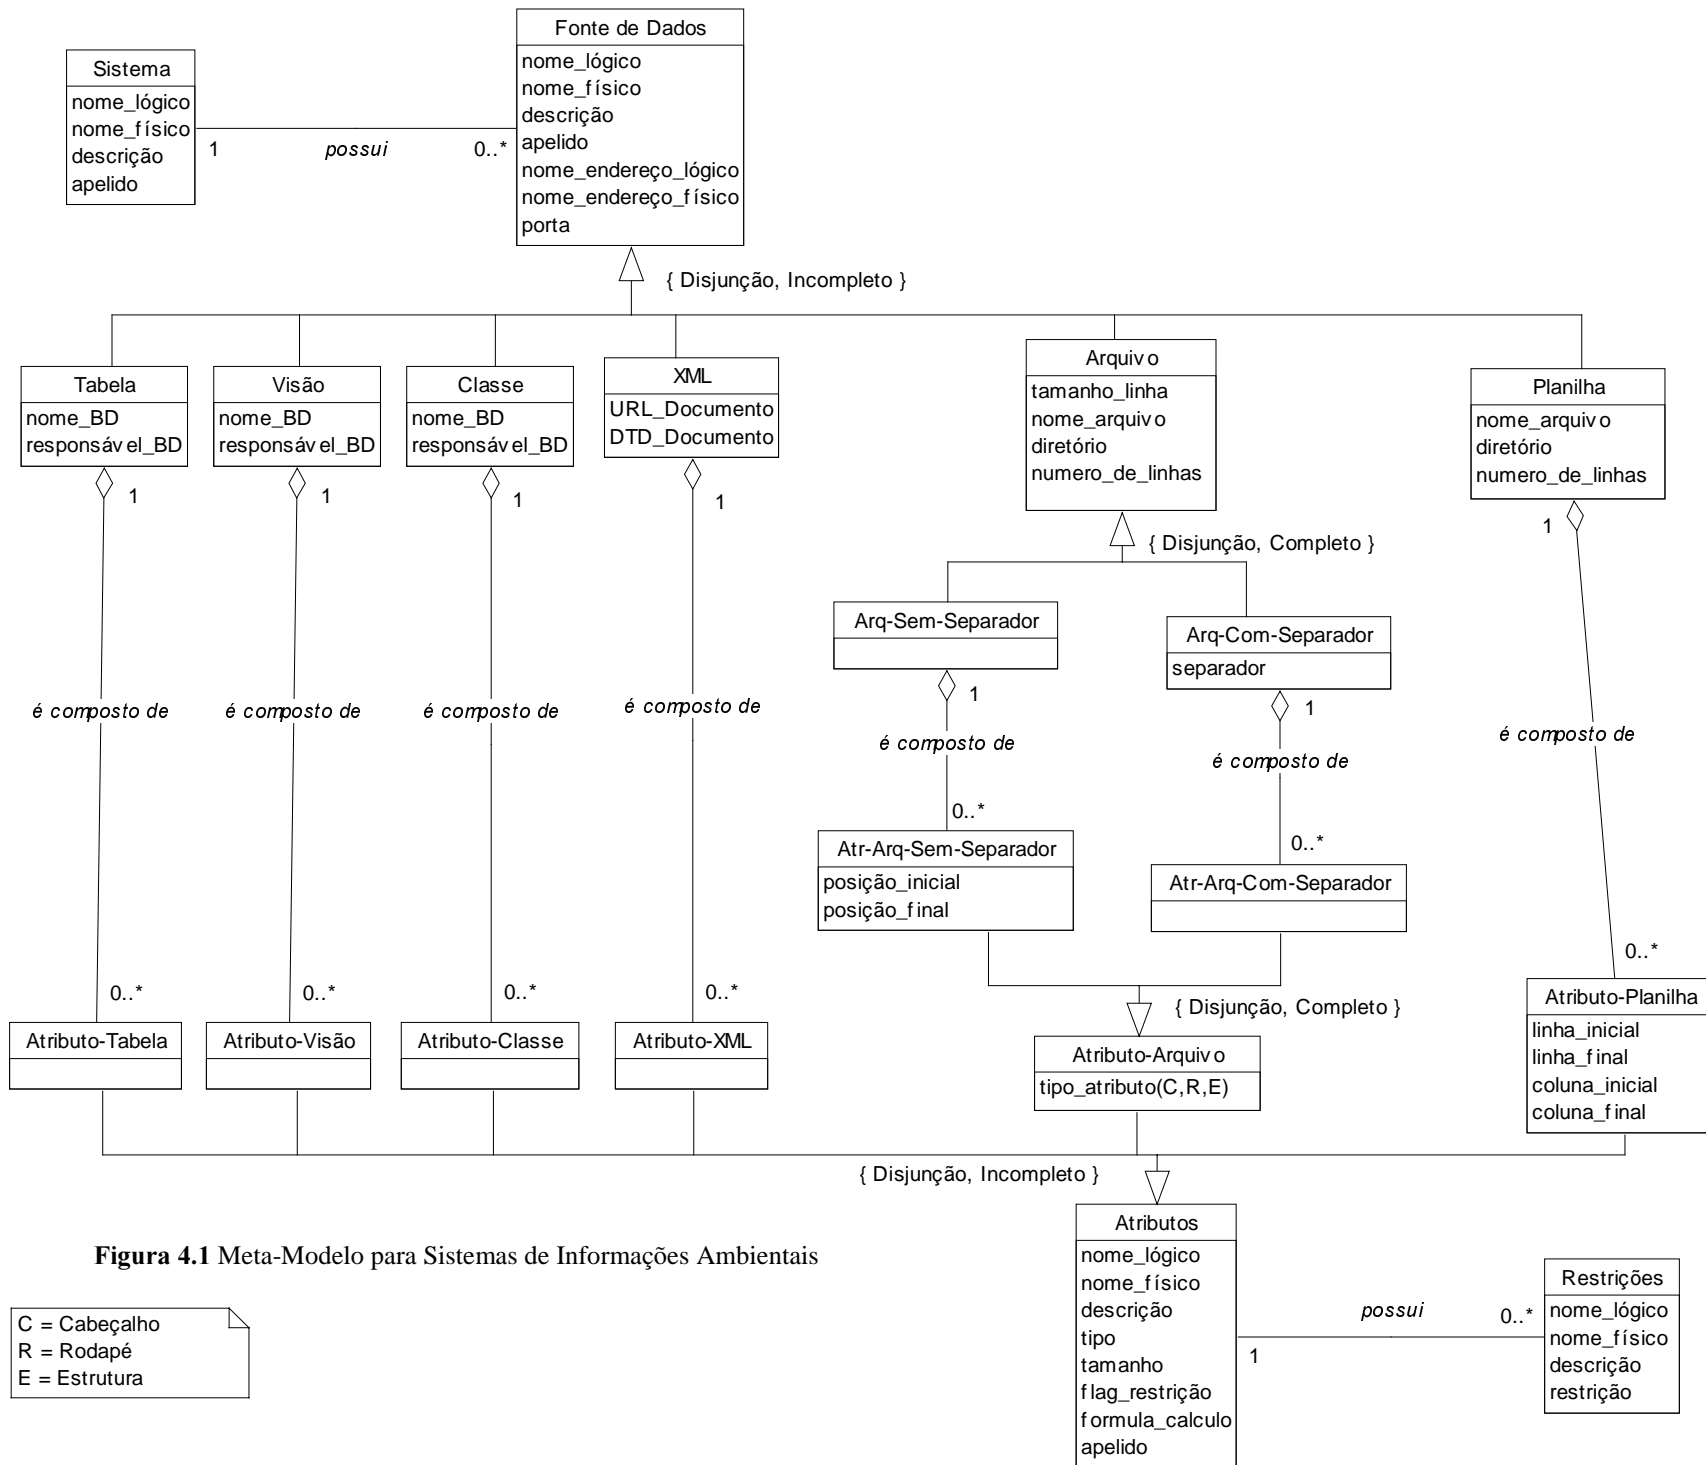 Fonte de Dados
nome_lógico
nome_físico
descrição
apelido
nome_endereço_lógico
nome_endereço_físico
porta
Sistema
nome_lógico
nome_físico
descrição
apelido
1
possui
0..*
{ Disjunção, Incompleto }
Tabela
nome_BD
responsável_BD
1
Visão
nome_BD
responsável_BD
1
Classe
nome_BD
responsável_BD
1
XML
URL_Documento
DTD_Documento
1
Arquivo
tamanho_linha
nome_arquivo
diretório
numero_de_linhas
Planilha
nome_arquivo
diretório
numero_de_linhas
1
{ Disjunção, Completo }
Arq-Sem-Separador
1
Arq-Com-Separador
separador
1
é composto de
é composto de
é composto de
é composto de
é composto de
é composto de
é composto de
0..*
Atr-Arq-Sem-Separador
posição_inicial
posição_final
0..*
Atr-Arq-Com-Separador
0..*
0..*
0..*
0..*
0..*
{ Disjunção, Completo }
Atributo-Tabela
Atributo-Visão
Atributo-Classe
Atributo-XML
Atributo-Arquivo
tipo_atributo(C,R,E)
Atributo-Planilha
linha_inicial
linha_final
coluna_inicial
coluna_final
{ Disjunção, Incompleto }
Atributos
nome_lógico
nome_físico
descrição
tipo
tamanho
flag_restrição
formula_calculo
apelido
1
possui
0..*
Restrições
nome_lógico
nome_físico
descrição
restrição
Figura 4.1 Meta-Modelo para Sistemas de Informações Ambientais
C = Cabeçalho
R = Rodapé
E = Estrutura